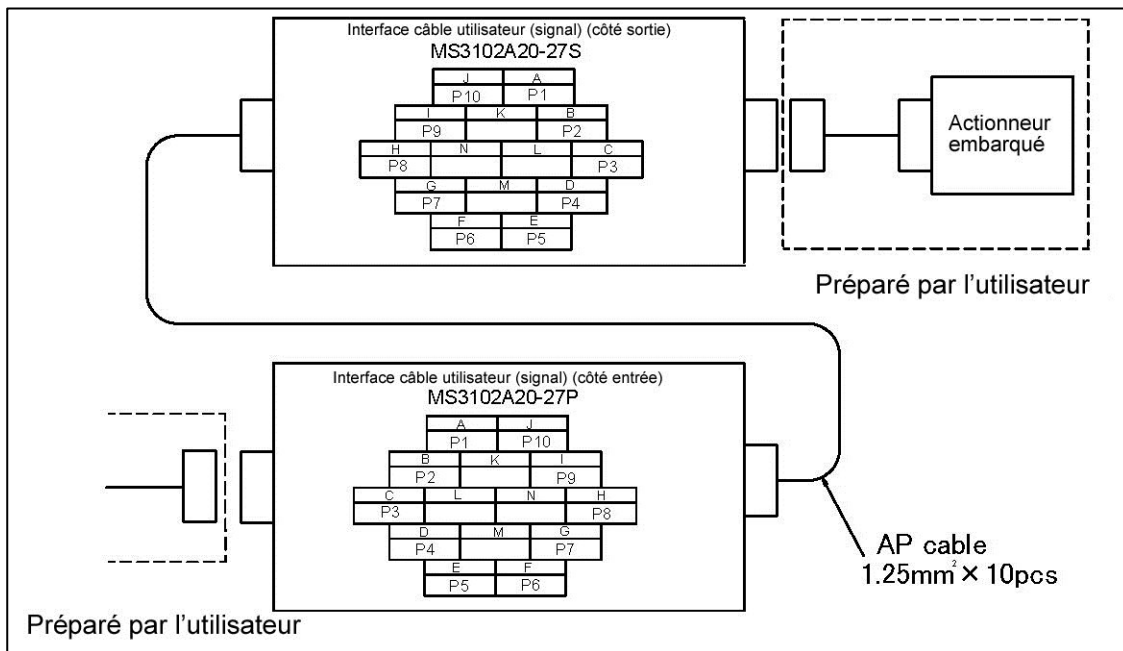 Interface câble utilisateur (signal) (côté sortie)
MS3102A20-27S
J A
P10 P1
I K B
P9 P2
H N L C
P8 P3
G M D
P7 P4
F E
P6 P5
Actionneur
embarqué
Préparé par l’utilisateur
Interface câble utilisateur (signal) (côté entrée)
MS3102A20-27P
A J
P1 P10
B K I
P2 P9
C L N H
P3 P8
D M G
P4 P7
E F
P5 P6
AP cable
1.25mm² × 10pcs
Préparé par l’utilisateur